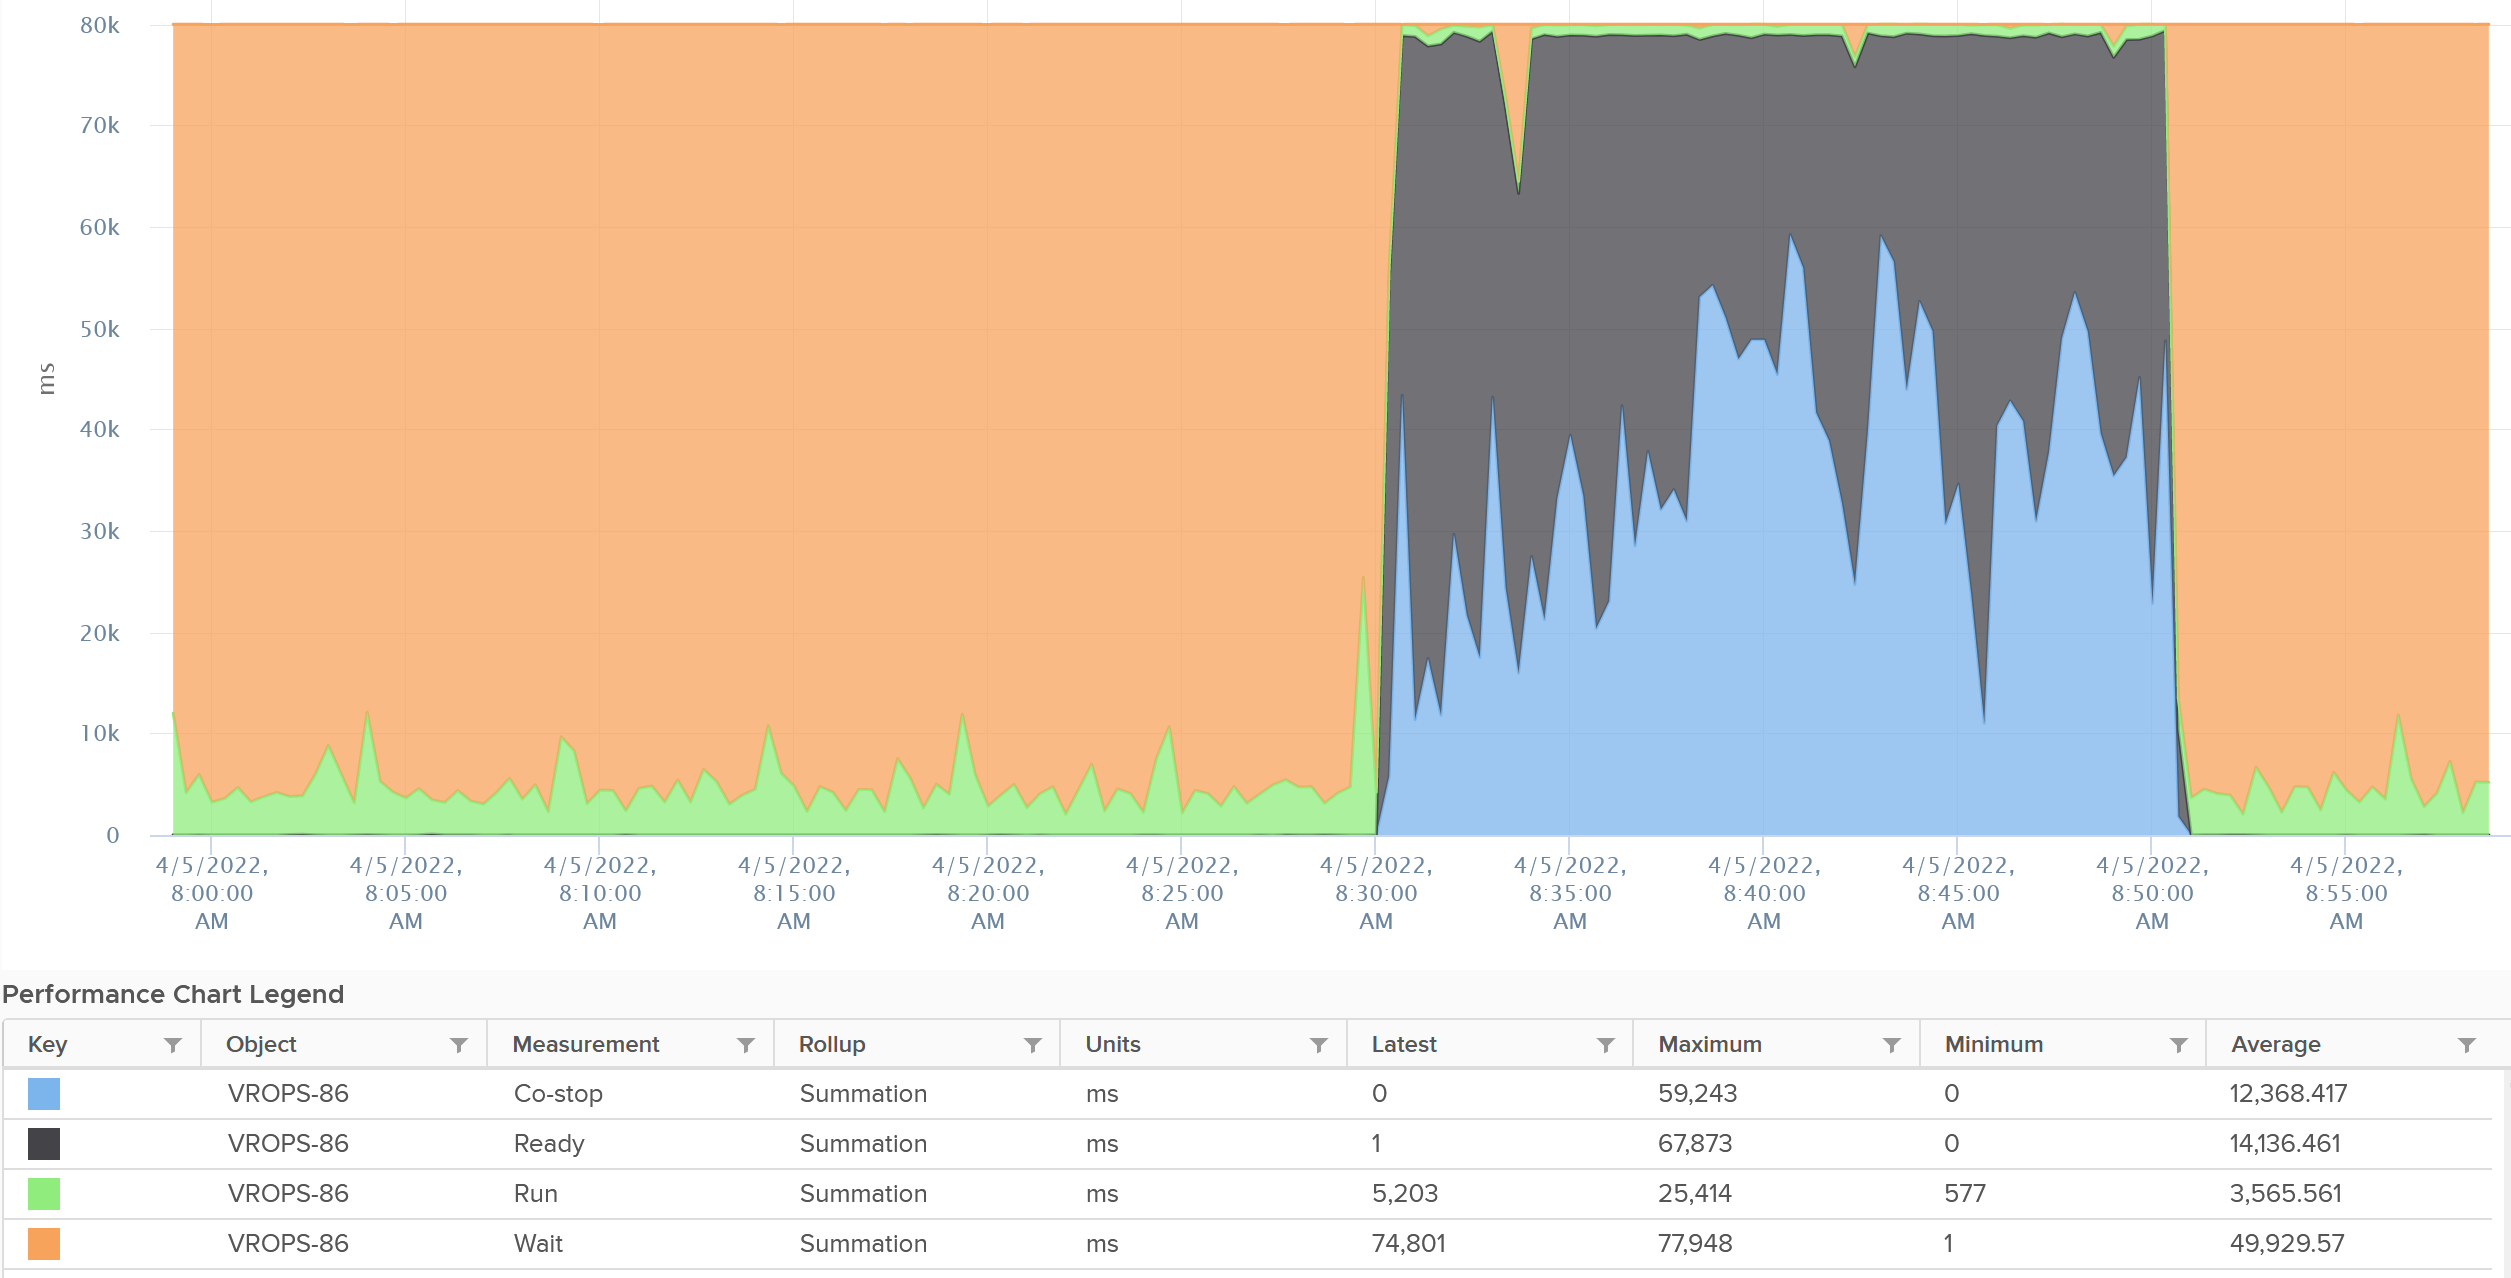 80k
70k
60k
50k
40k
30k
20k
10k
0
ms
4/5/2022, 8:00:00 AM
4/5/2022, 8:05:00 AM
4/5/2022, 8:10:00 AM
4/5/2022, 8:15:00 AM
4/5/2022, 8:20:00 AM
4/5/2022, 8:25:00 AM
4/5/2022, 8:30:00 AM
4/5/2022, 8:35:00 AM
4/5/2022, 8:40:00 AM
4/5/2022, 8:45:00 AM
4/5/2022, 8:50:00 AM
4/5/2022, 8:55:00 AM
Performance Chart Legend
Key Object Measurement Rollup Units Latest Maximum Minimum Average
VROPS-86 Co-stop Summation ms 0 59,243 0 12,368.417
VROPS-86 Ready Summation ms 1 67,873 0 14,136.461
VROPS-86 Run Summation ms 5,203 25,414 577 3,565.561
VROPS-86 Wait Summation ms 74,801 77,948 1 49,929.57